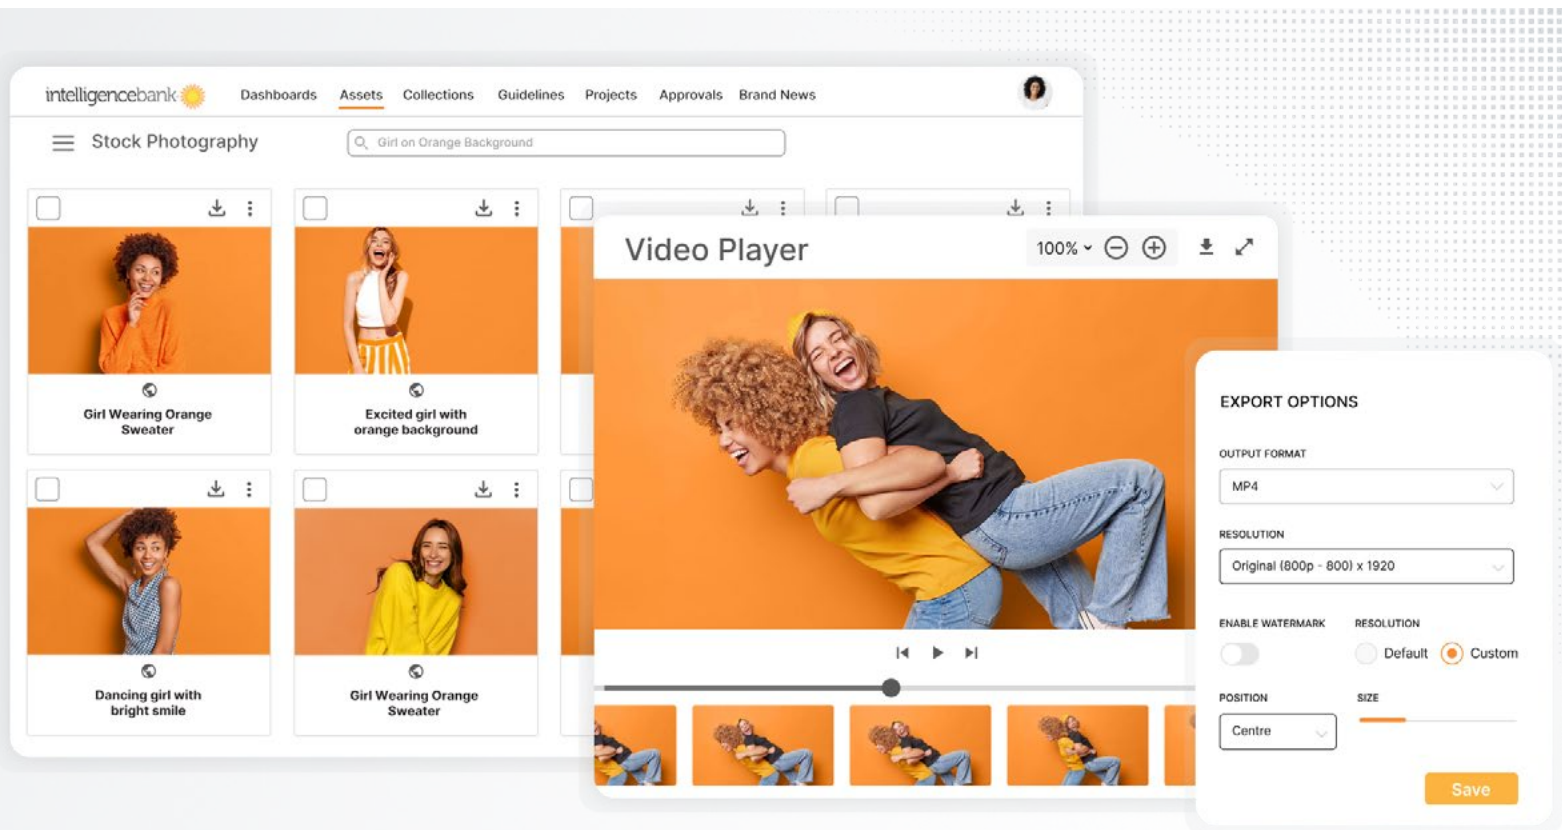 intelligencebank
Dashboards Assets Collections Guidelines Projects Approvals Brand News
Stock Photography
Girl on Orange Background
Girl Wearing Orange
Sweater
Excited girl with
orange background
Dancing girl with
bright smile
Girl Wearing Orange
Sweater
Video Player
100%
EXPORT OPTIONS
OUTPUT FORMAT
MP4
RESOLUTION
Original (800p - 800) x 1920
ENABLE WATERMARK RESOLUTION
Default Custom
POSITION SIZE
Centre
Save